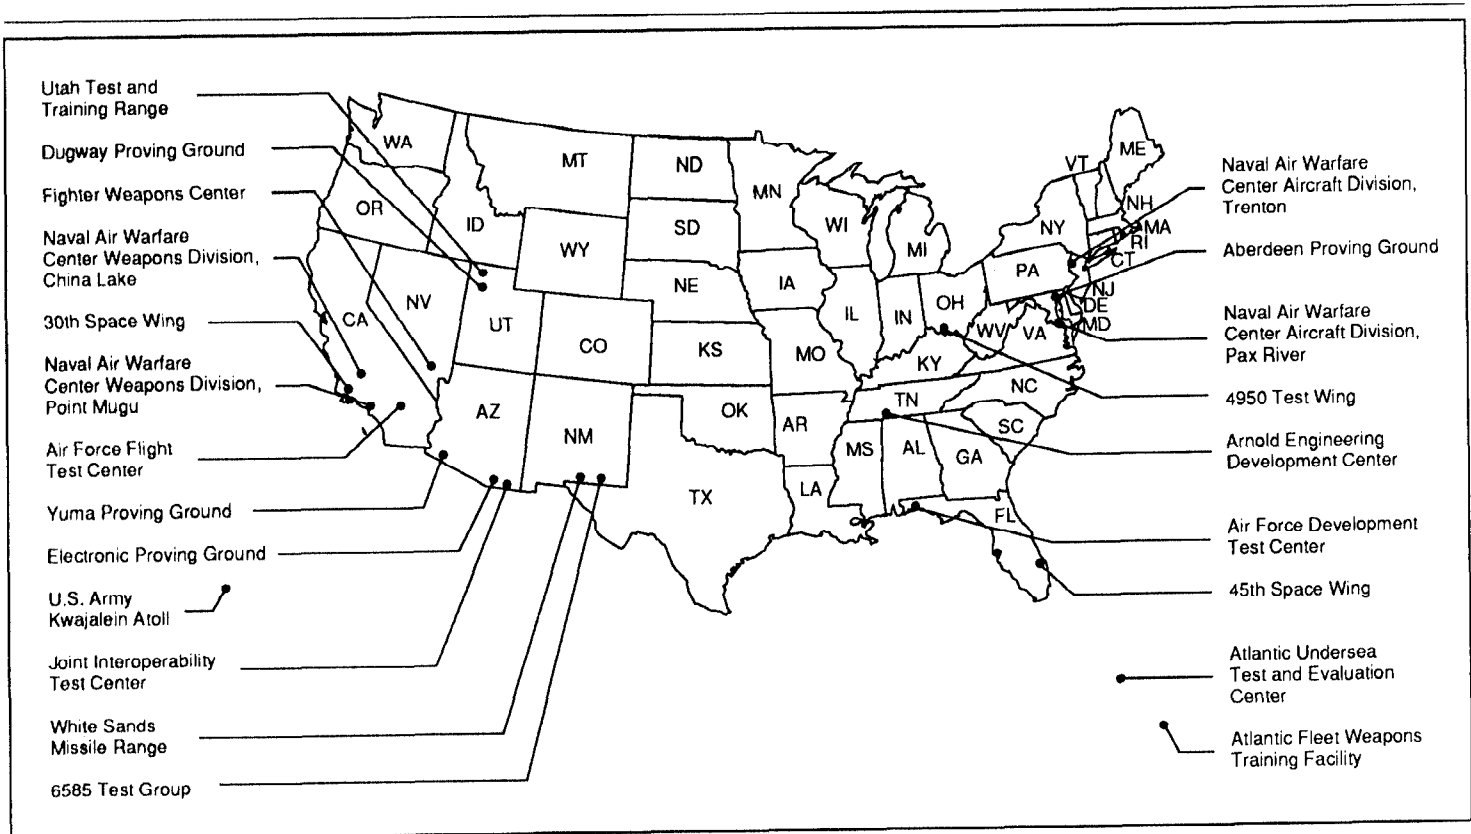 Utah Test and
Training Range
Dugway Proving Ground
Fighter Weapons Center
Naval Air Warfare
Center Weapons Division,
China Lake
30th Space Wing
Naval Air Warfare
Center Weapons Division,
Point Mugu
Air Force Flight
Test Center
Yuma Proving Ground
Electronic Proving Ground
U.S. Army
Kwajalein Atoll
Joint Interoperability
Test Center
White Sands
Missile Range
6585 Test Group
WA
OR
ID
MT
WY
NV
CA
UT
CO
AZ
NM
ND
SD
NE
KS
OK
TX
MN
IA
MO
AR
LA
WI
IL
MI
IN
OH
KY
TN
MS
AL
GA
FL
SC
NC
VA
WV
PA
NY
VT
ME
NH
MA
RI
CT
NJ
DE
MD
Naval Air Warfare
Center Aircraft Division,
Trenton
Aberdeen Proving Ground
Naval Air Warfare
Center Aircraft Division,
Pax River
4950 Test Wing
Arnold Engineering
Development Center
Air Force Development
Test Center
45th Space Wing
Atlantic Undersea
Test and Evaluation
Center
Atlantic Fleet Weapons
Training Facility